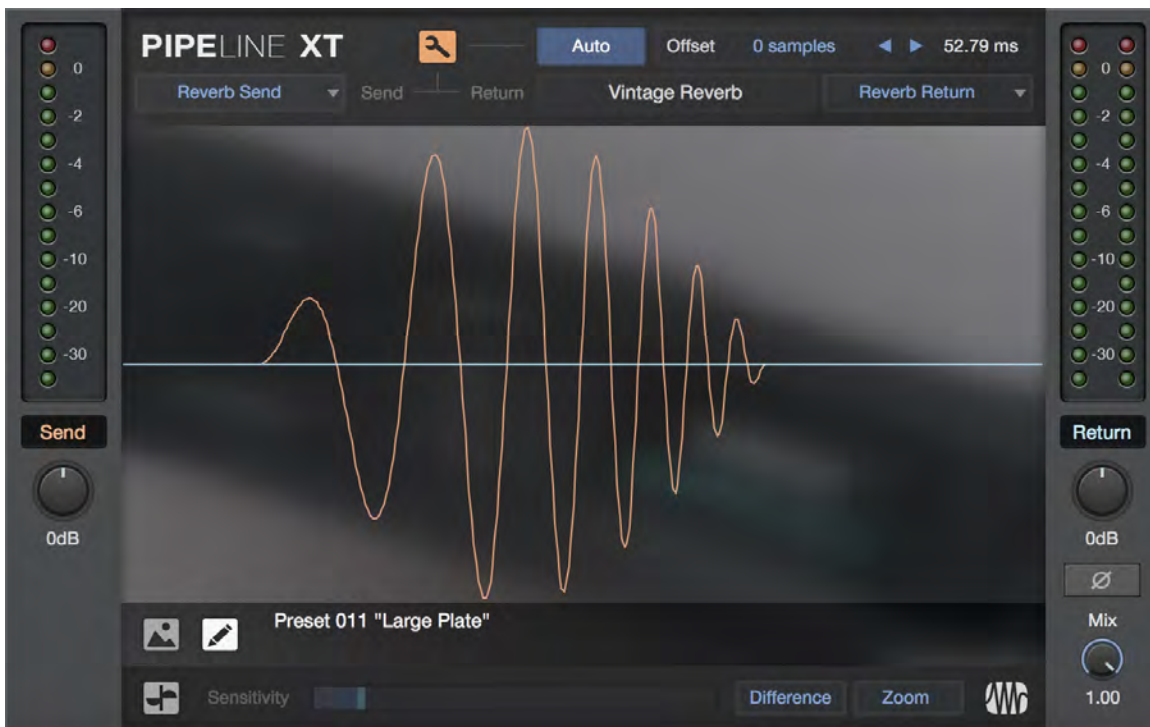 PIPELINE XT
Auto Offset 0 samples 52.79 ms
Reverb Send Send Return Vintage Reverb Reverb Return
0
-2
-4
-6
-10
-20
-30
Send
0dB
0
-2
-4
-6
-10
-20
-30
Return
0dB
Ø
Mix
1.00
Preset 011 "Large Plate"
Sensitivity Difference Zoom